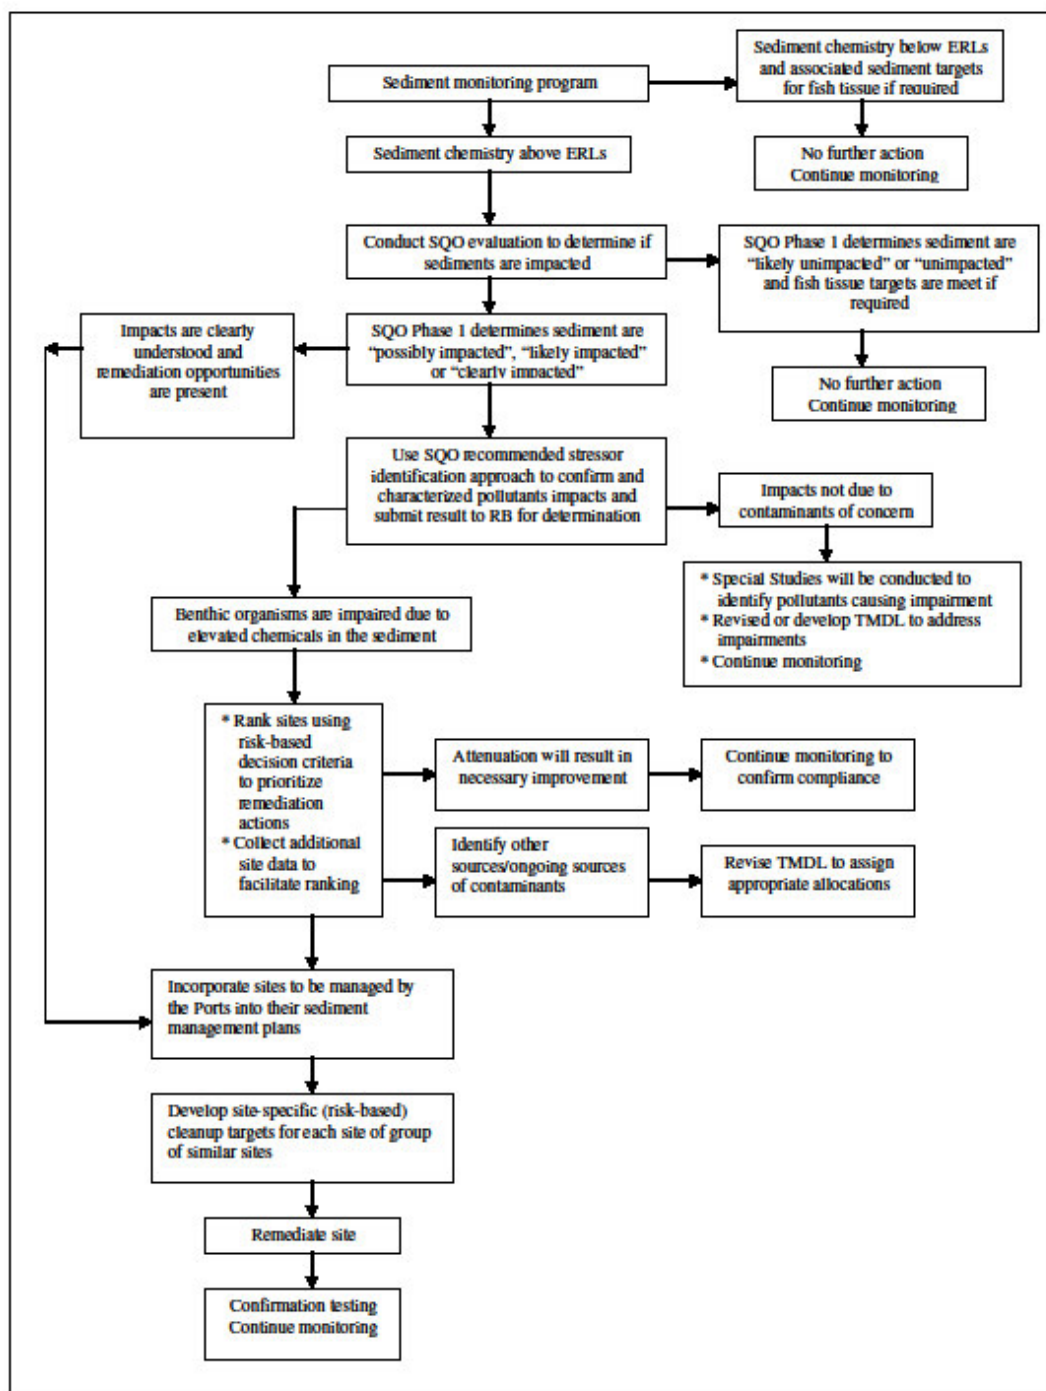 Sediment monitoring program
Sediment chemistry below ERLs
and associated sediment targets
for fish tissue if required
Sediment chemistry above ERLs
No further action
Continue monitoring
Conduct SQO evaluation to determine if
sediments are impacted
SQO Phase 1 determines sediment are
“likely unimpacted” or “unimpacted”
and fish tissue targets are meet if
required
Impacts are clearly
understood and
remediation opportunities
are present
SQO Phase 1 determines sediment are
“possibly impacted”, “likely impacted”
or “clearly impacted”
No further action
Continue monitoring
Use SQO recommended stressor
identification approach to confirm and
characterized pollutants impacts and
submit result to RB for determination
Impacts not due to
contaminants of concern
* Special Studies will be conducted to
identify pollutants causing impairment
* Revised or develop TMDL to address
impairments
* Continue monitoring
Benthic organisms are impaired due to
elevated chemicals in the sediment
* Rank sites using
risk-based
decision criteria
to prioritize
remediation
actions
* Collect additional
site data to
facilitate ranking
Attenuation will result in
necessary improvement
Continue monitoring to
confirm compliance
Identify other
sources/ongoing sources
of contaminants
Revise TMDL to assign
appropriate allocations
Incorporate sites to be managed by
the Ports into their sediment
management plans
Develop site-specific (risk-based)
cleanup targets for each site of group
of similar sites
Remediate site
Confirmation testing
Continue monitoring